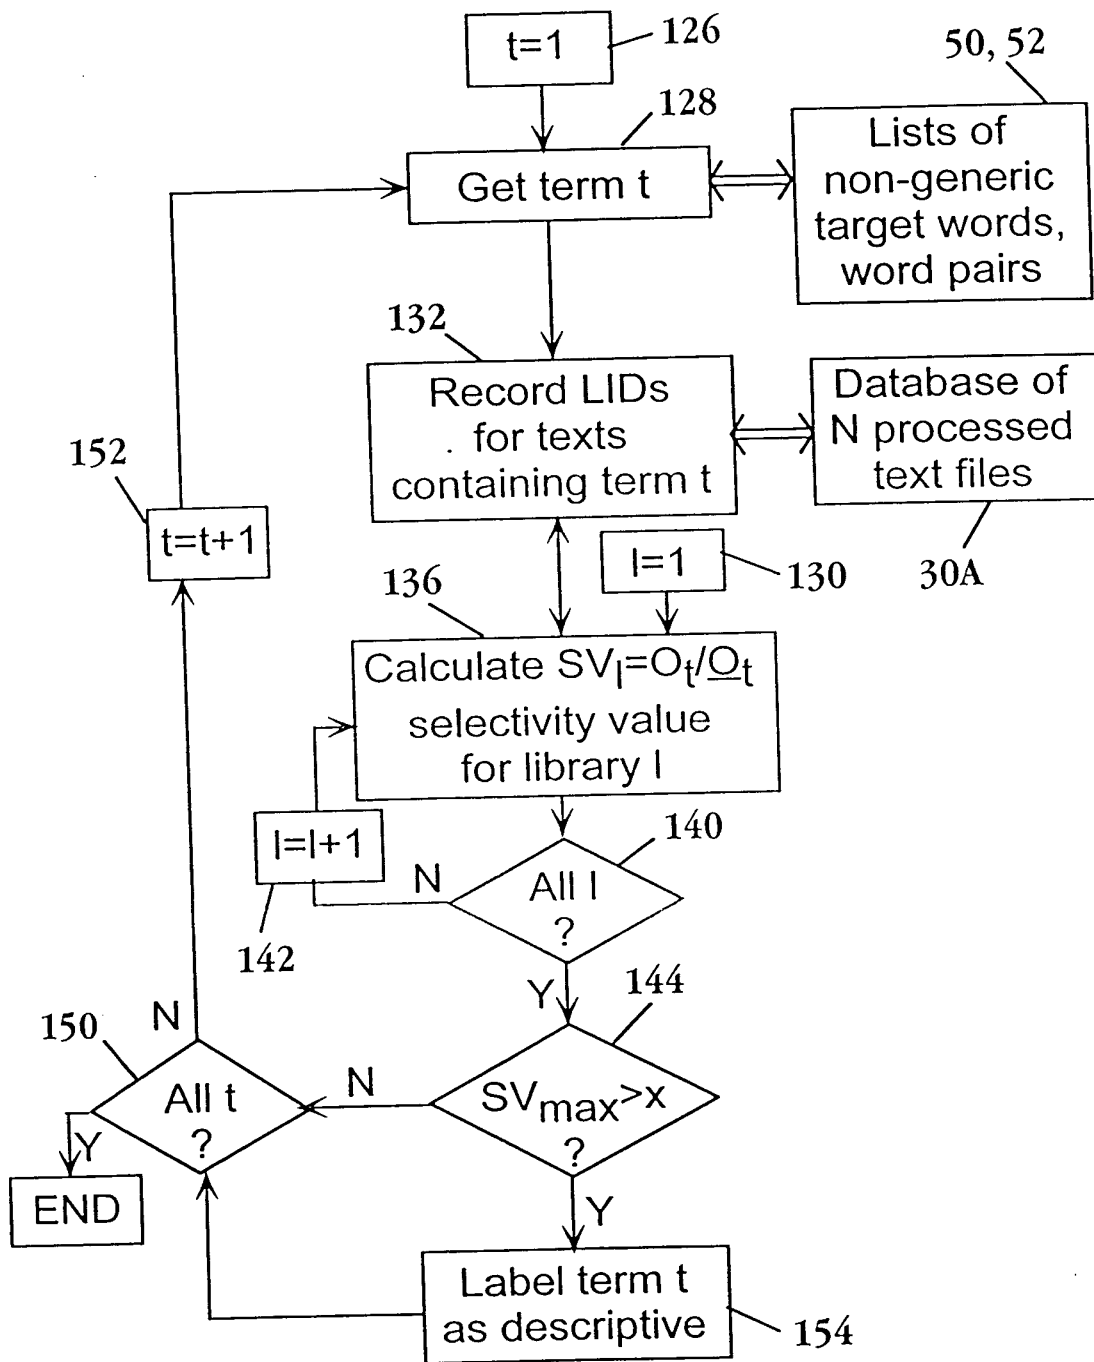 t=1
126
50, 52
128
Get term t
Lists of
non-generic
target words,
word pairs
132
Record LIDs
for texts
containing term t
Database of
N processed
text files
152
t=t+1
l=1
130
30A
136
Calculate SVl=Ot/Ot
selectivity value
for library l
l=l+1
140
N
All l
?
142
Y
144
150
N
All t
?
N
SVmax>x
?
Y
END
Y
Label term t
as descriptive
154